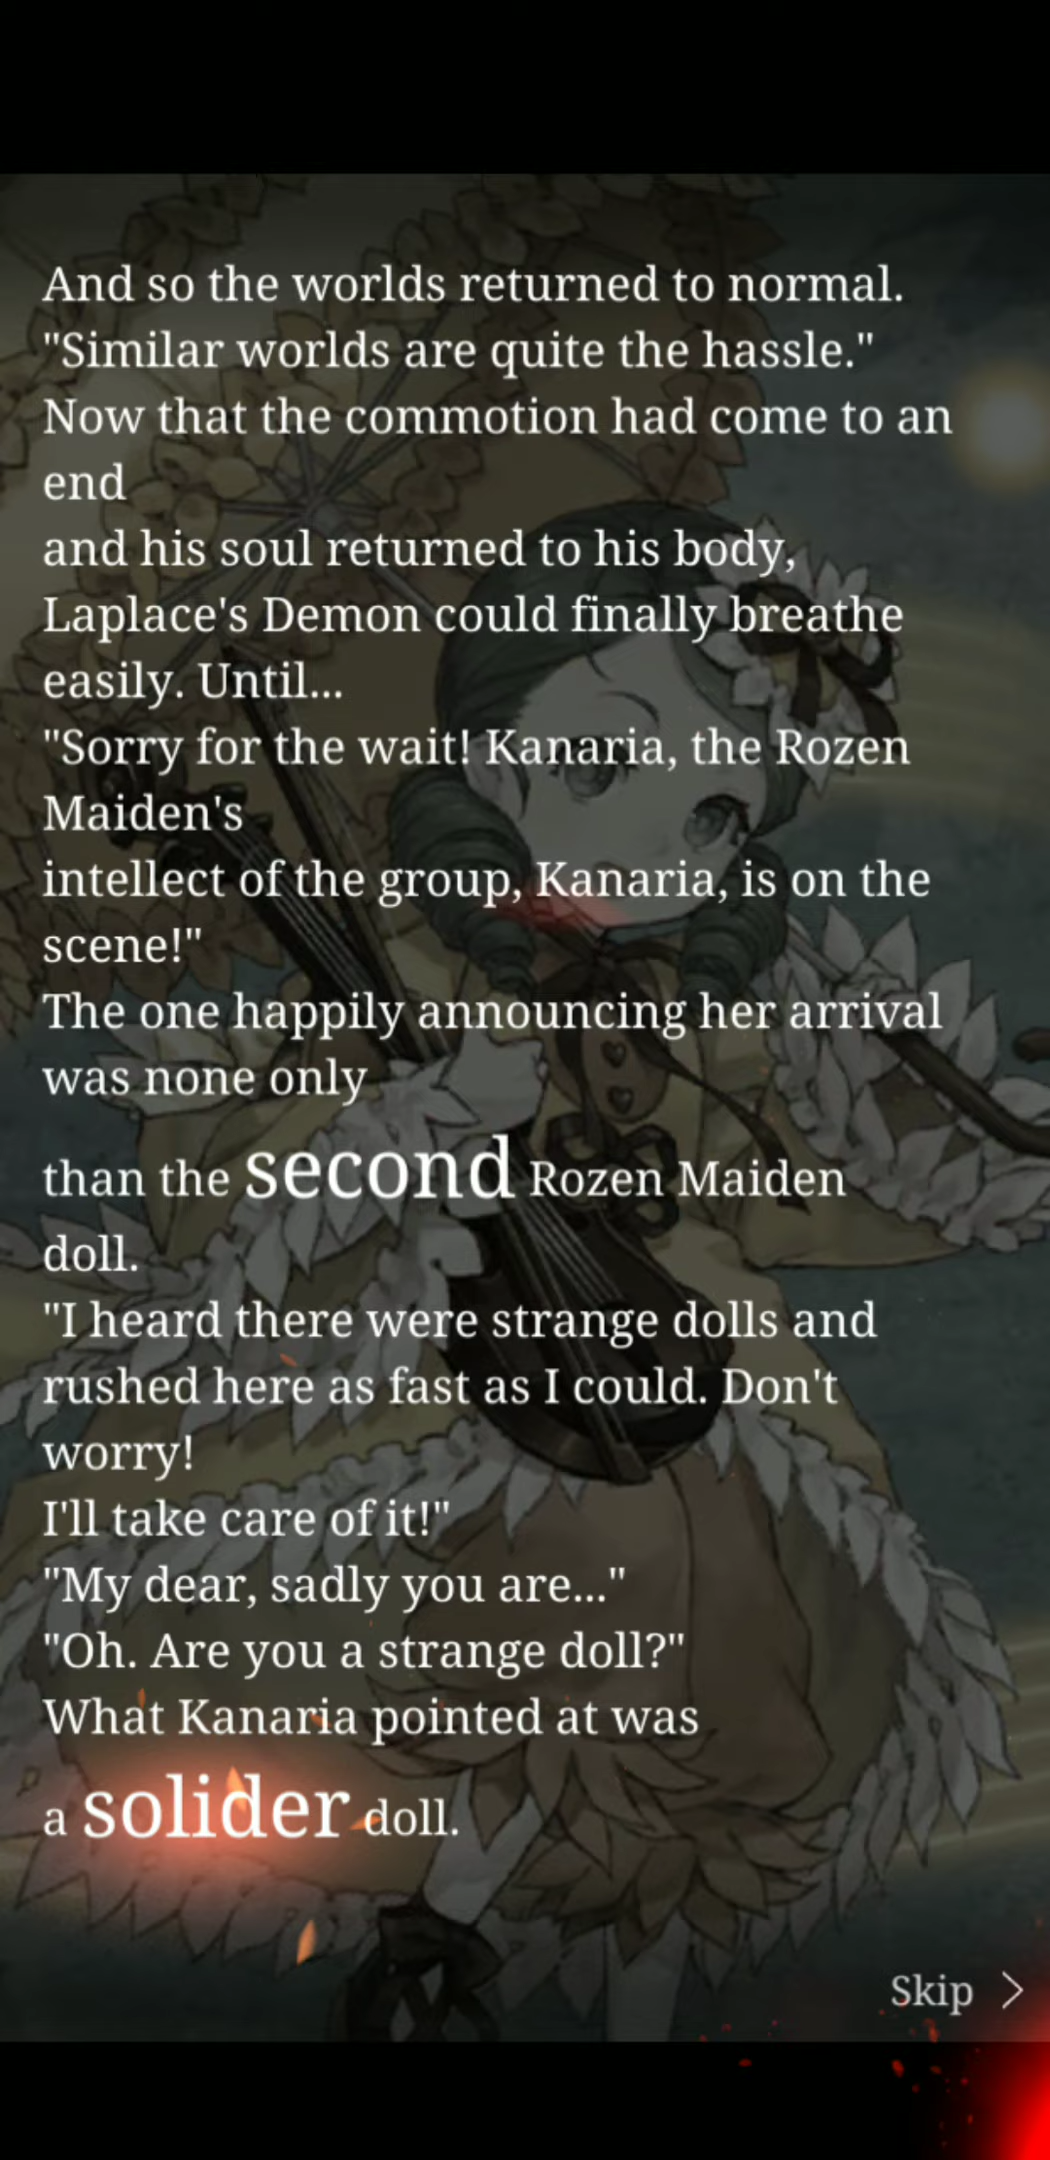 And so the worlds returned to normal.
"Similar worlds are quite the hassle."
Now that the commotion had come to an
end
and his soul returned to his body,
Laplace's Demon could finally breathe
easily. Until...
"Sorry for the wait! Kanaria, the Rozen
Maiden's
intellect of the group, Kanaria, is on the
scene!"
The one happily announcing her arrival
was none only
than the second Rozen Maiden
doll.
"I heard there were strange dolls and
rushed here as fast as I could. Don't
worry!
I'll take care of it!"
"My dear, sadly you are..."
"Oh. Are you a strange doll?"
What Kanaria pointed at was
a solider doll.
Skip >